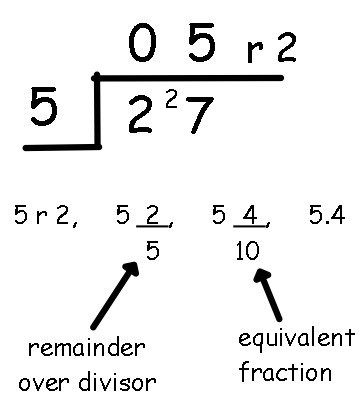 0 5 r 2
5 2 2 7
5 r 2, 5 2, 5 4, 5.4
5 10
remainder equivalent
over divisor fraction